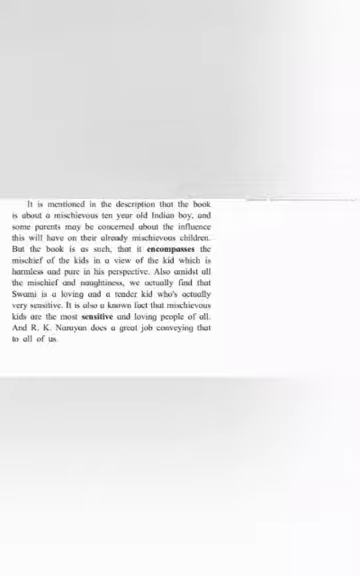 It is mentioned in the description that the book
is about a mischievous ten year old Indian boy, and
some parents may be concerned about the influence
this will have on their already mischievous children.
But the book is as such, that it encompasses the
mischief of the kids in a view of the kid which is
harmless and pure in his perspective. Also amidst all
the mischief and naughtiness, we actually find that
Swami is a loving and a tender kid who's actually
very sensitive. It is also a known fact that mischievous
kids are the most sensitive and loving people of all.
And R. K. Narayan does a great job conveying that
to all of us.